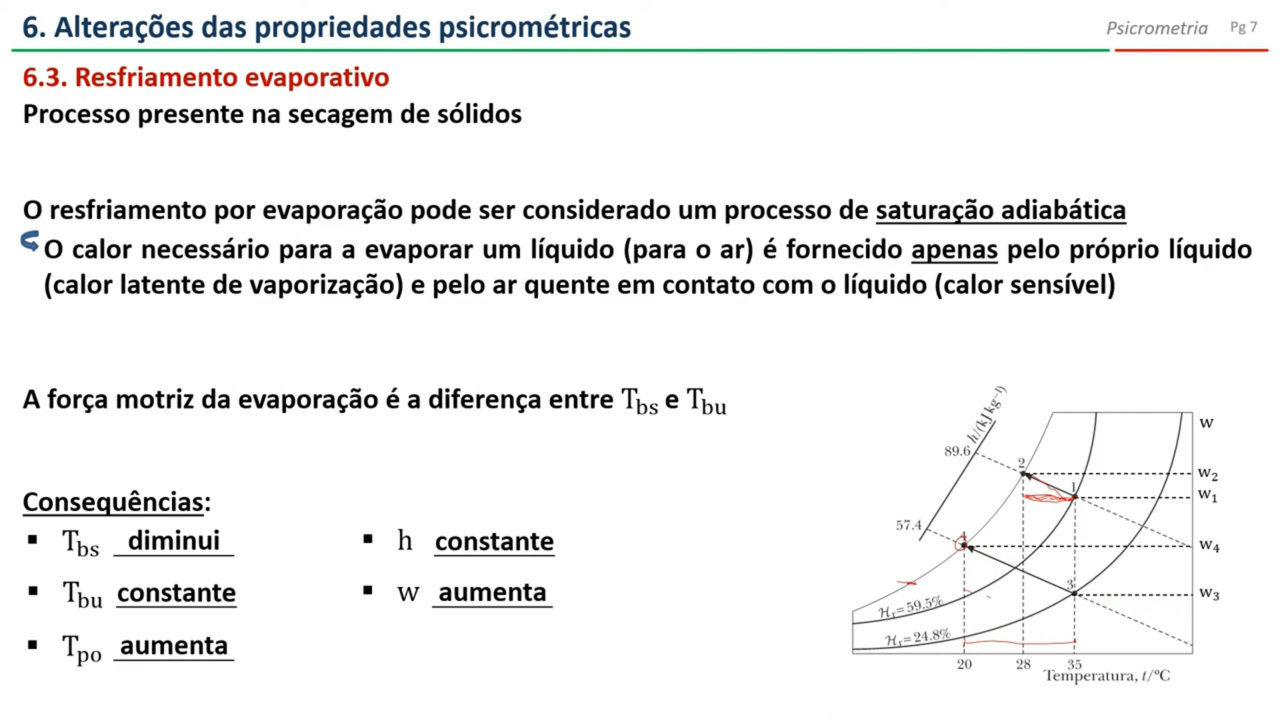 6. Alterações das propriedades psicrométricas
Psicrometria Pg 7
6.3. Resfriamento evaporativo
Processo presente na secagem de sólidos
O resfriamento por evaporação pode ser considerado um processo de saturação adiabática
O calor necessário para a evaporar um líquido (para o ar) é fornecido apenas pelo próprio líquido
(calor latente de vaporização) e pelo ar quente em contato com o líquido (calor sensível)
A força motriz da evaporação é a diferença entre Tbs e Tbu
Consequências:
▪ Tbs diminui
▪ Tbu constante
▪ Tpo aumenta
▪ h constante
▪ w aumenta
h/(kJ kg⁻¹)
w
89.6
2
w2
1
w1
57.4
4
w4
3
w3
Hr=59.5%
Hr=24.8%
20 28 35
Temperatura, t/ºC